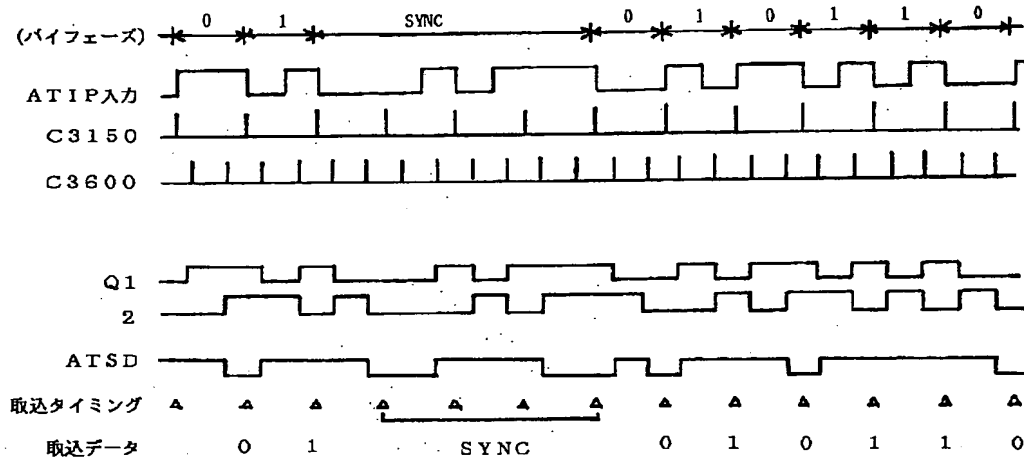 0 1 SYNC 0 1 0 1 1 0
(バイフェーズ)
ATIP入力
C3150
C3600
Q1
2
ATSD
取込タイミング
取込データ 0 1 SYNC 0 1 0 1 1 0